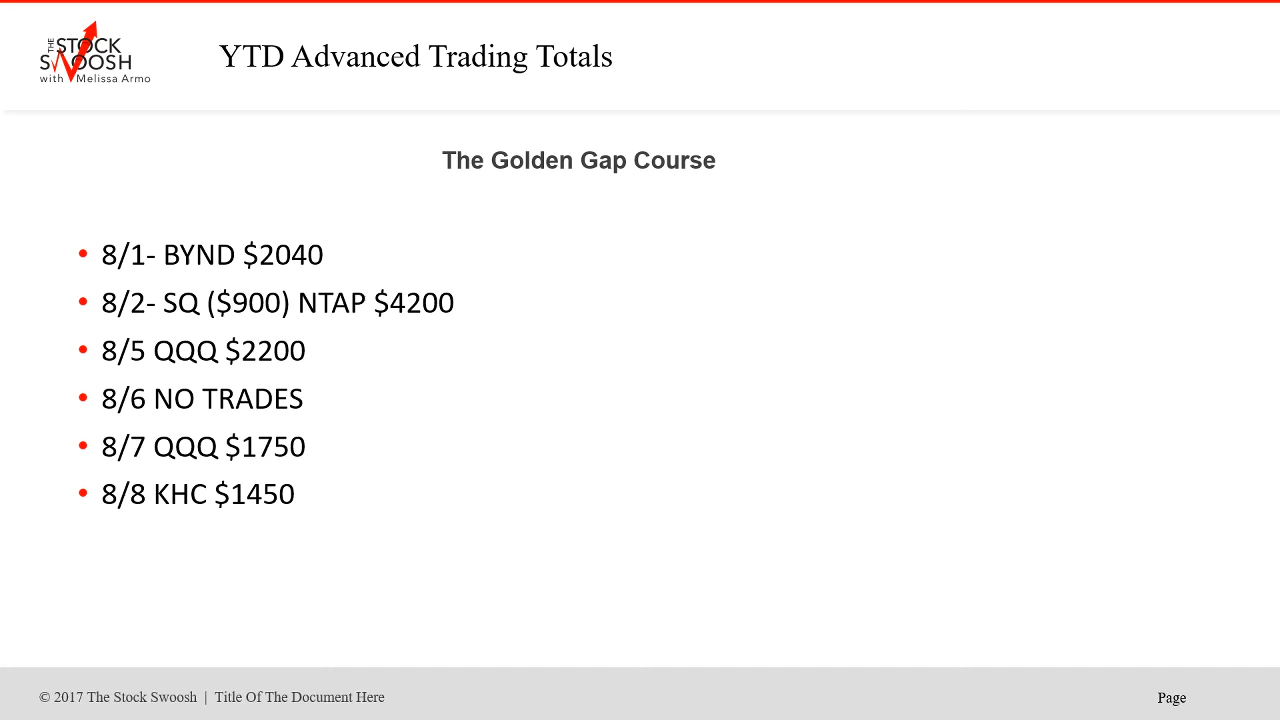 THE STOCK
SWOOSH
with Melissa Armo
YTD Advanced Trading Totals
The Golden Gap Course
• 8/1- BYND $2040
• 8/2- SQ ($900) NTAP $4200
• 8/5 QQQ $2200
• 8/6 NO TRADES
• 8/7 QQQ $1750
• 8/8 KHC $1450
© 2017 The Stock Swoosh | Title Of The Document Here
Page